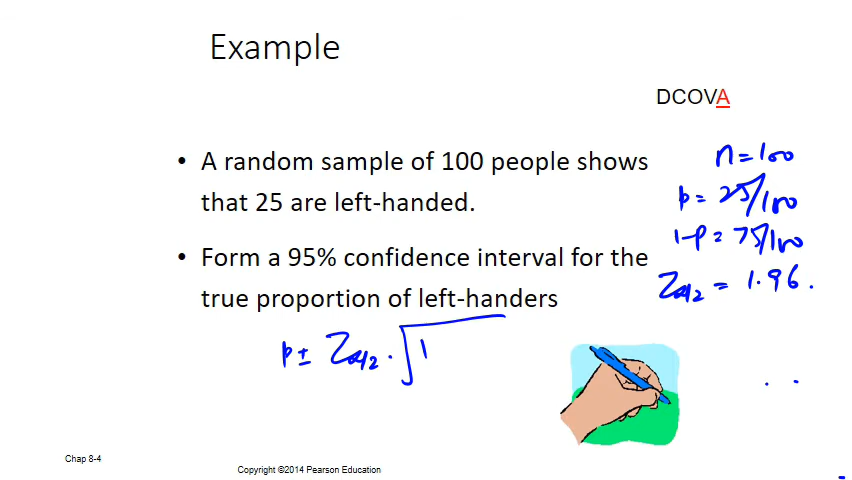 Example
DCOVA
• A random sample of 100 people shows
that 25 are left-handed.
• Form a 95% confidence interval for the
true proportion of left-handers
n = 100
p = 25/100
1-p = 75/100
Zα/2 = 1.96.
p ± Zα/2 · √1
Chap 8-4
Copyright ©2014 Pearson Education